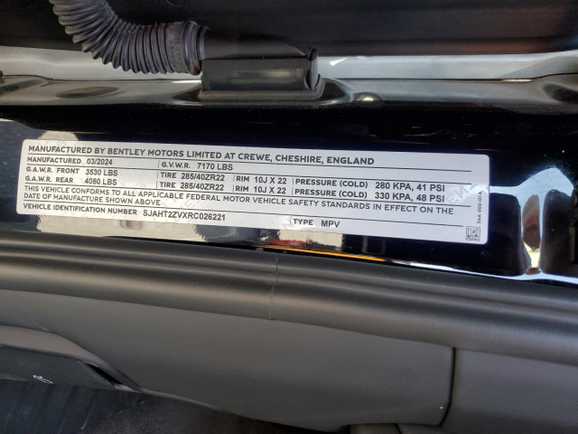 MANUFACTURED BY BENTLEY MOTORS LIMITED AT CREWE, CHESHIRE, ENGLAND
MANUFACTURED 03/2024 G.V.W.R. 7170 LBS
G.A.W.R. FRONT 3530 LBS TIRE 285/40ZR22 RIM 10J X 22 PRESSURE (COLD) 280 KPA, 41 PSI
G.A.W.R. REAR 4080 LBS TIRE 285/40ZR22 RIM 10J X 22 PRESSURE (COLD) 330 KPA, 48 PSI
THIS VEHICLE CONFORMS TO ALL APPLICABLE FEDERAL MOTOR VEHICLE SAFETY STANDARDS IN EFFECT ON THE
DATE OF MANUFACTURE SHOWN ABOVE.
VEHICLE IDENTIFICATION NUMBER SJAHT2ZVXRC026221 TYPE MPV